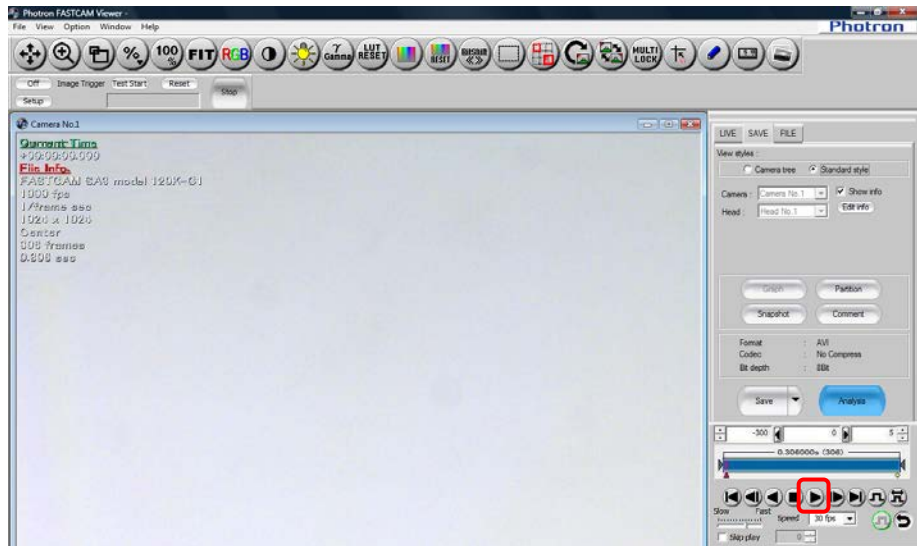 Photron FASTCAM Viewer -
File View Option Window Help
Photron
% 100 % FIT RGB γ Gamma LUT RESET RESET MULTI LOCK
Off Image Trigger Test Start Reset Stop
Setup
Camera No.1
Current Time
+00:00:00.000
File Info.
FASTCAM SA3 model 120K-C1
1000 fps
1/frame sec
1024 x 1024
Center
306 frames
0.306 sec
LIVE SAVE FILE
View styles :
Camera tree Standard style
Camera : Camera No.1 Show info
Head : Head No.1 Edit info
Graph Partition
Snapshot Comment
Format : AVI
Codec : No Compress
Bit depth : 8Bit
Save Analysis
-300 0 5
0.306000s (306)
Slow Fast Speed 30 fps
Skip play 0